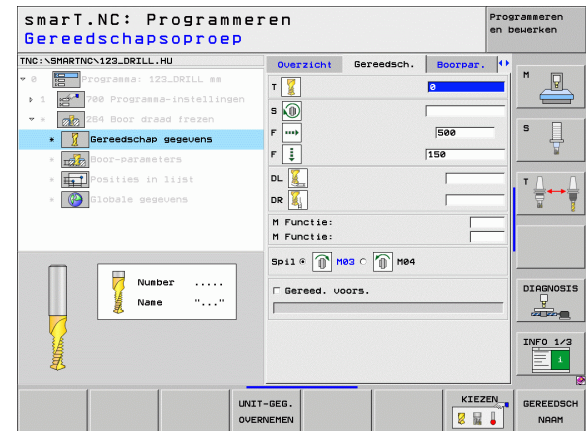 smarT.NC: Programmeren
Gereedschapsoproep
Programmeren
en bewerken
TNC:\SMARTNC\123_DRILL.HU
0 Programma: 123_DRILL mm
1 700 Programma-instellingen
* 284 Boor draad frezen
* Gereedschap gegevens
* Boor-parameters
* Posities in lijst
* Globale gegevens
Number .....
Name "..."
Overzicht Gereedsch. Boorpar.
T 0
S
F 500
F 150
DL
DR
M Functie:
M Functie:
Spil M03 M04
Gereed. voors.
M
S
T
DIAGNOSIS
INFO 1/3
UNIT-GEG.
OVERNEMEN
KIEZEN
GEREEDSCH
NAAM